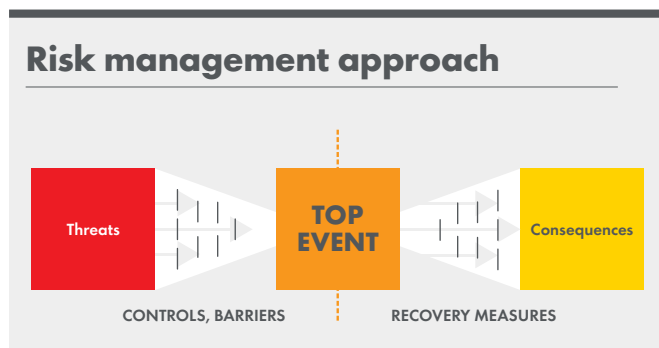 Risk management approach
Threats
TOP
EVENT
Consequences
CONTROLS, BARRIERS
RECOVERY MEASURES